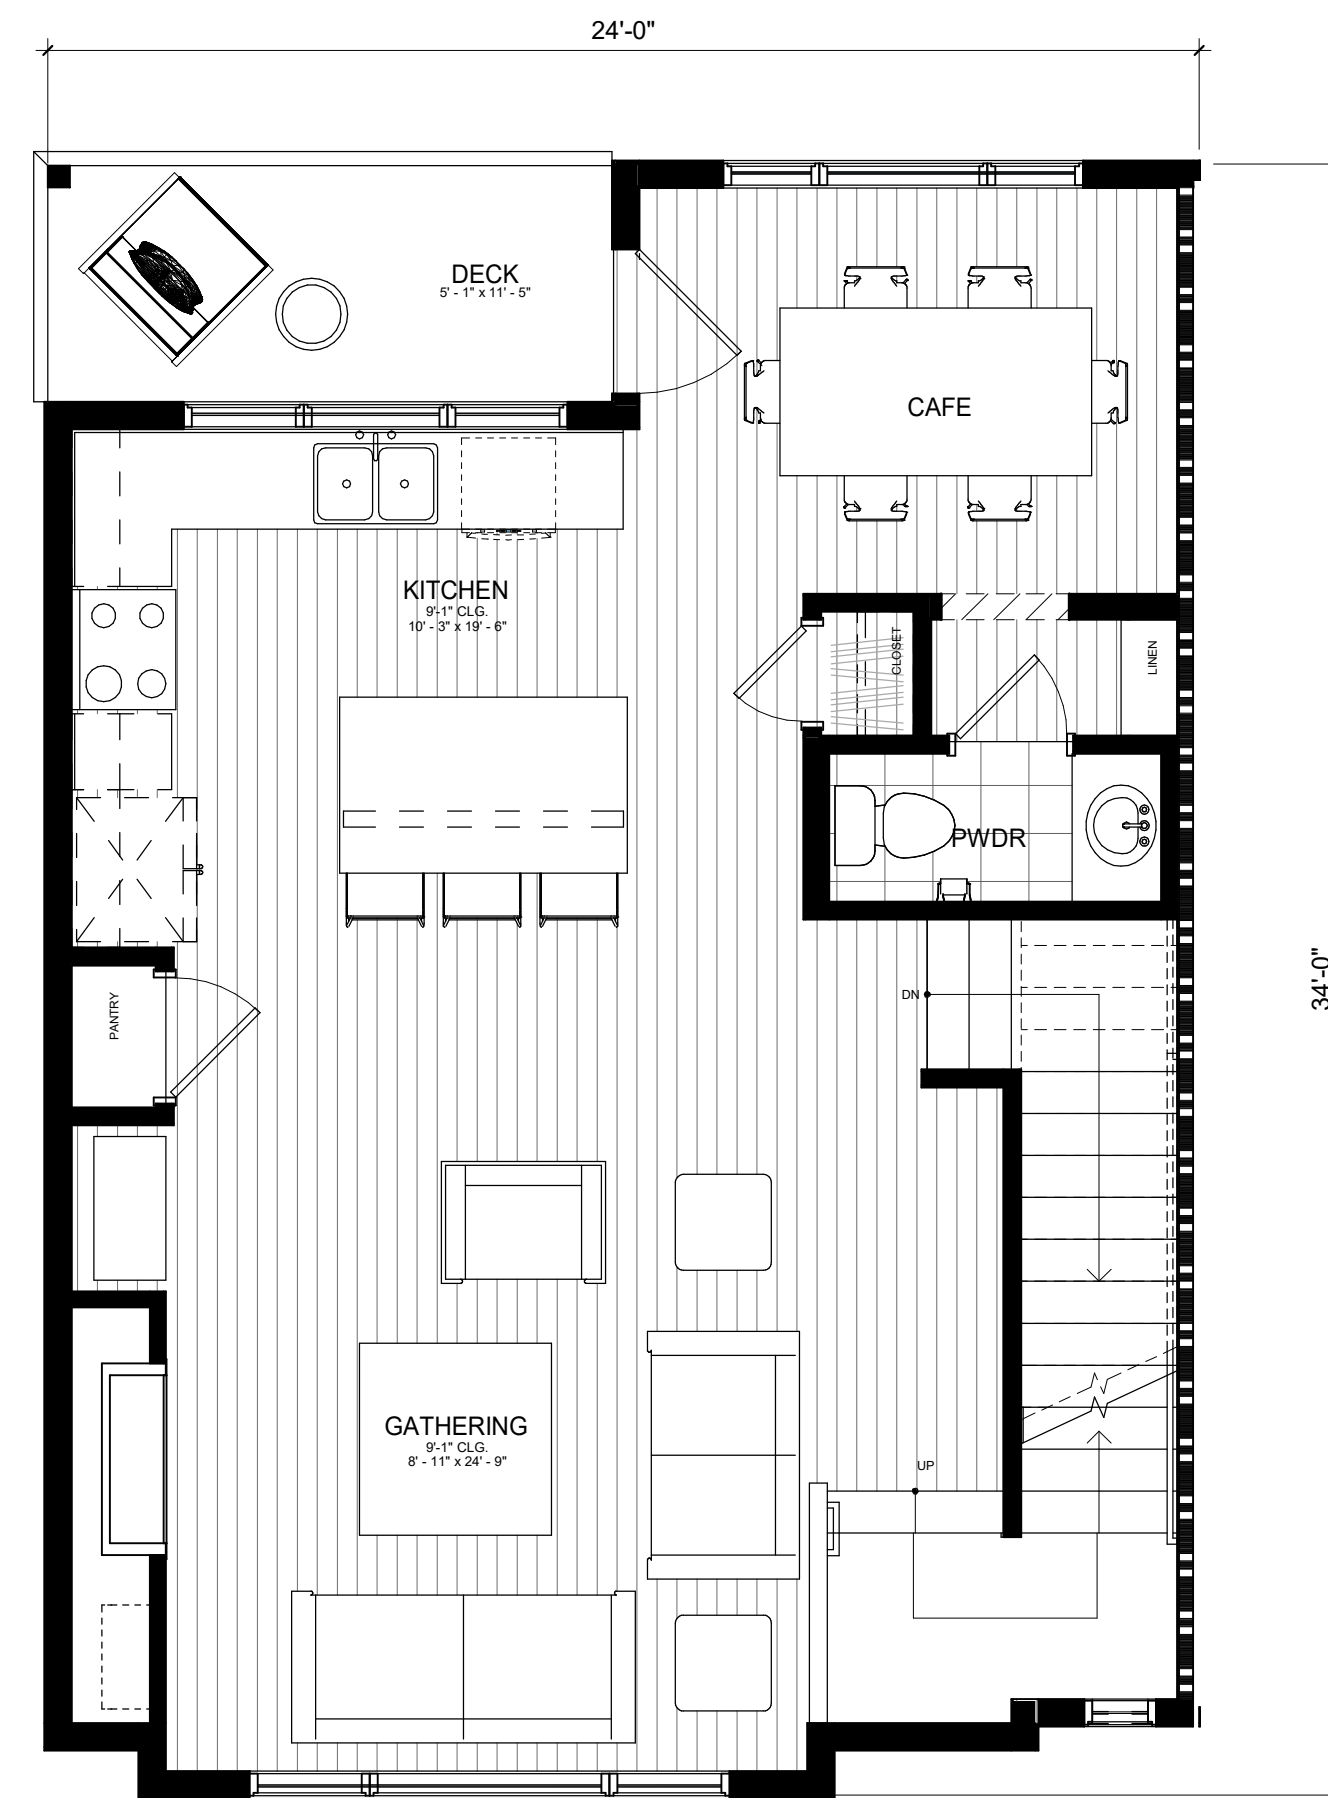 24'-0"
DECK
5' - 1" x 11' - 5"
CAFE
KITCHEN
9'-1" CLG.
10' - 3" x 19' - 6"
CLOSET
LINEN
PWDR
34'-0"
DN
PANTRY
GATHERING
9'-1" CLG.
8' - 11" x 24' - 9"
UP